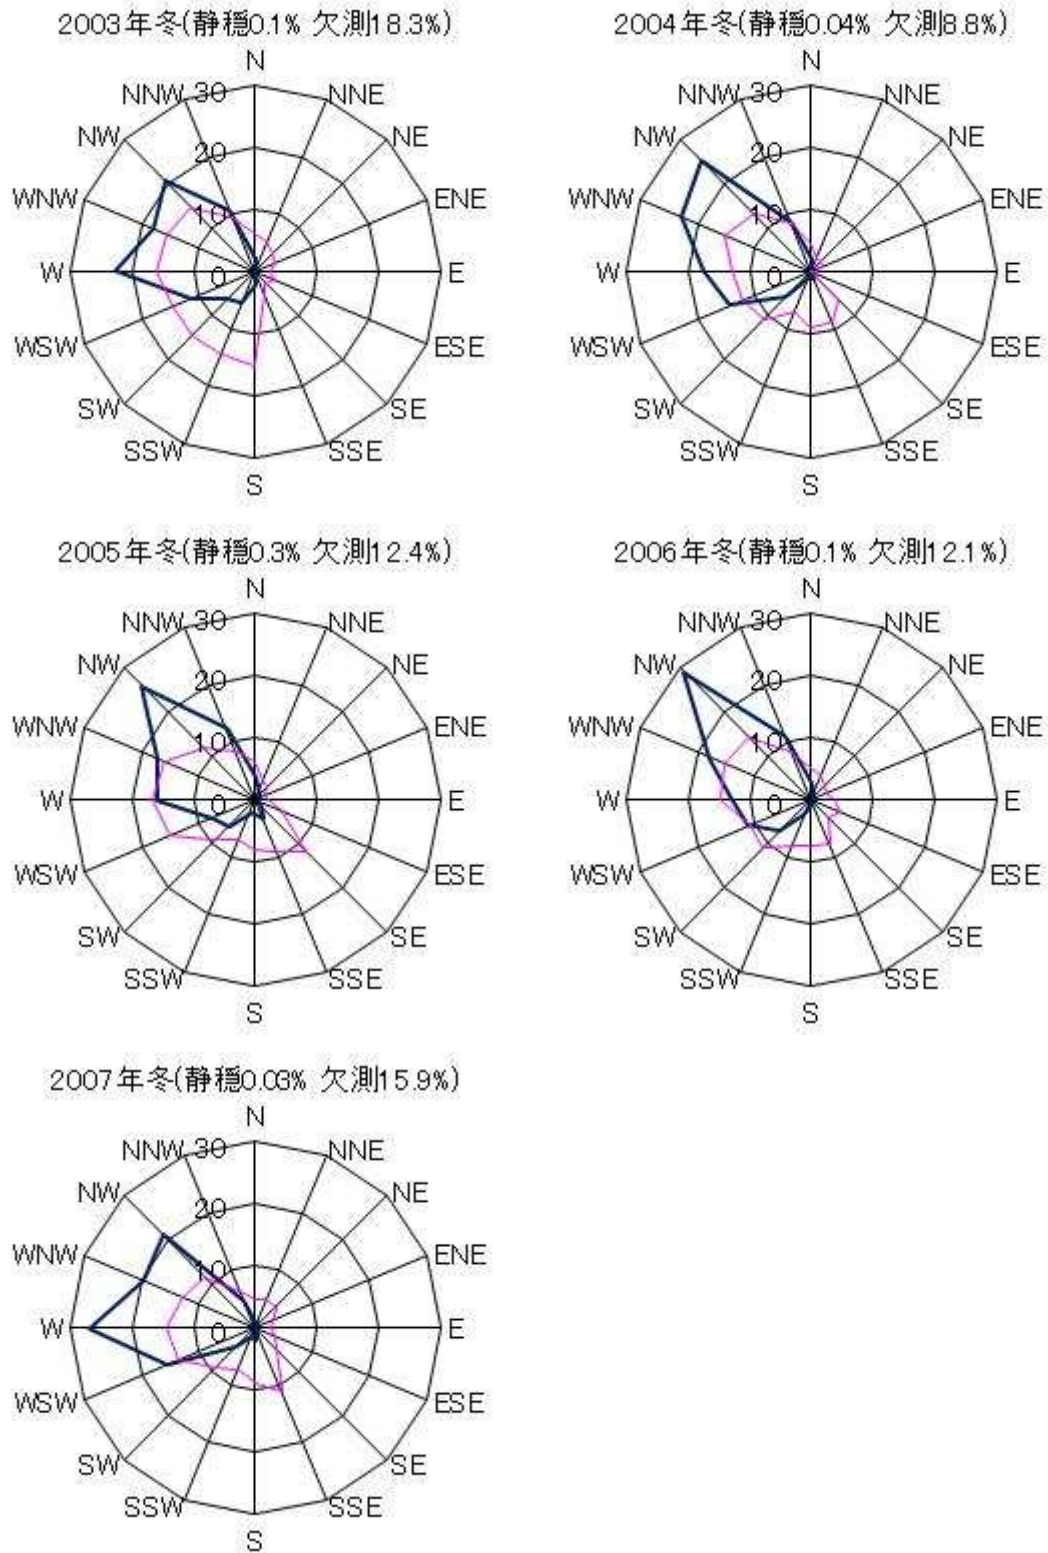 2003年冬(静穏0.1% 欠測18.3%)
N
NNW 30 NNE
NW 20 NE
WNW 10 ENE
W 0 E
WSW ESE
SW SE
SSW SSE
S
2004年冬(静穏0.04% 欠測8.8%)
N
NNW 30 NNE
NW 20 NE
WNW 10 ENE
W 0 E
WSW ESE
SW SE
SSW SSE
S
2005年冬(静穏0.3% 欠測12.4%)
N
NNW 30 NNE
NW 20 NE
WNW 10 ENE
W 0 E
WSW ESE
SW SE
SSW SSE
S
2006年冬(静穏0.1% 欠測12.1%)
N
NNW 30 NNE
NW 20 NE
WNW 10 ENE
W 0 E
WSW ESE
SW SE
SSW SSE
S
2007年冬(静穏0.03% 欠測15.9%)
N
NNW 30 NNE
NW 20 NE
WNW 10 ENE
W 0 E
WSW ESE
SW SE
SSW SSE
S